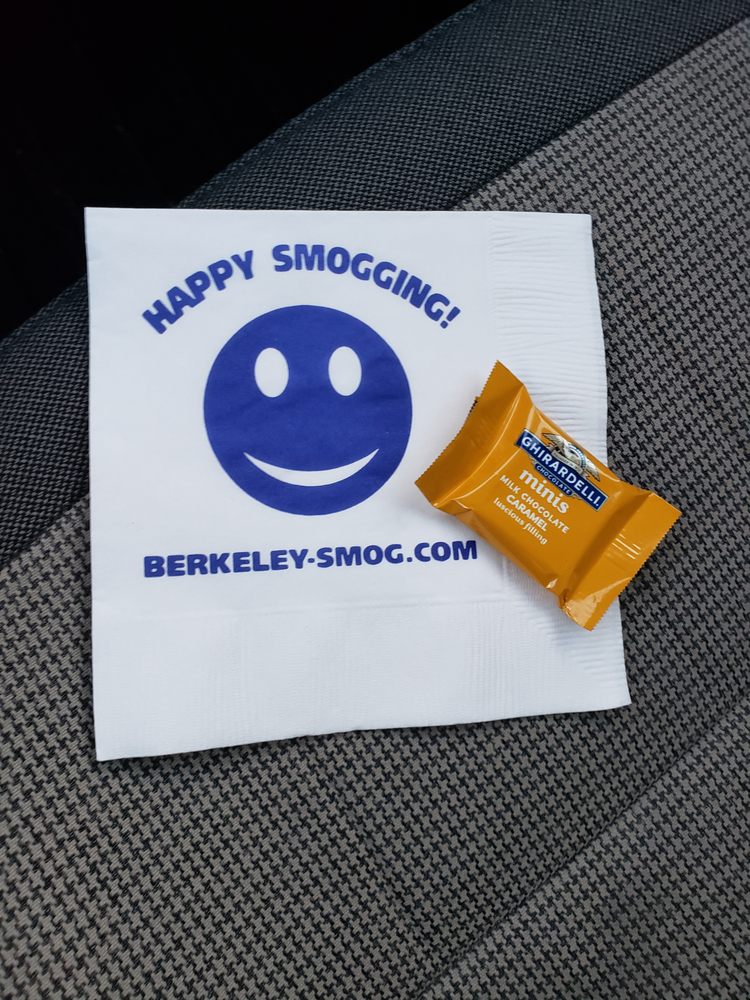 HAPPY SMOGGING!
BERKELEY-SMOG.COM
GHIRARDELLI
CHOCOLATE
minis
MILK CHOCOLATE
CARAMEL
luscious filling